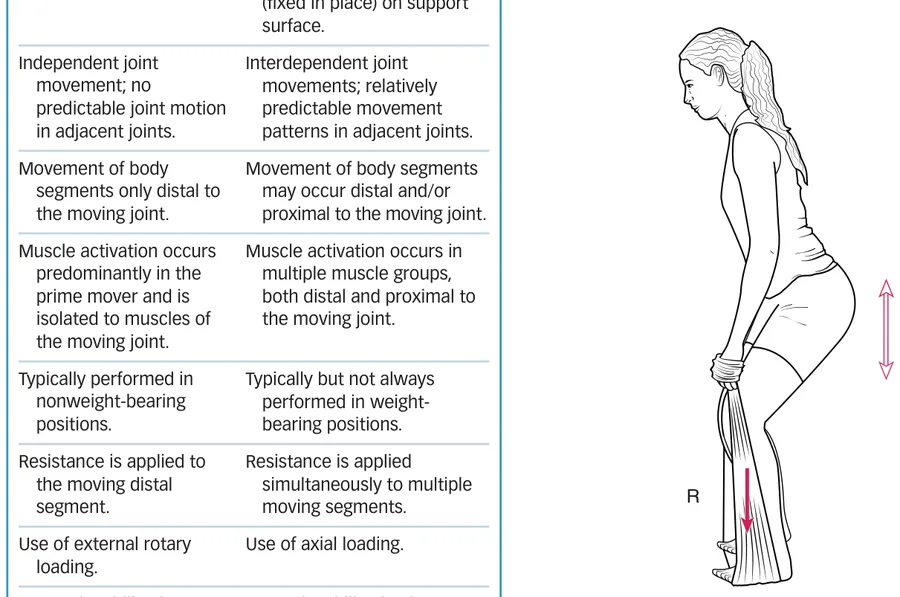 (fixed in place) on support
surface.
Independent joint
movement; no
predictable joint motion
in adjacent joints.
Interdependent joint
movements; relatively
predictable movement
patterns in adjacent joints.
Movement of body
segments only distal to
the moving joint.
Movement of body segments
may occur distal and/or
proximal to the moving joint.
Muscle activation occurs
predominantly in the
prime mover and is
isolated to muscles of
the moving joint.
Muscle activation occurs in
multiple muscle groups,
both distal and proximal to
the moving joint.
Typically performed in
nonweight-bearing
positions.
Typically but not always
performed in weight-
bearing positions.
Resistance is applied to
the moving distal
segment.
Resistance is applied
simultaneously to multiple
moving segments.
Use of external rotary
loading.
Use of axial loading.
R